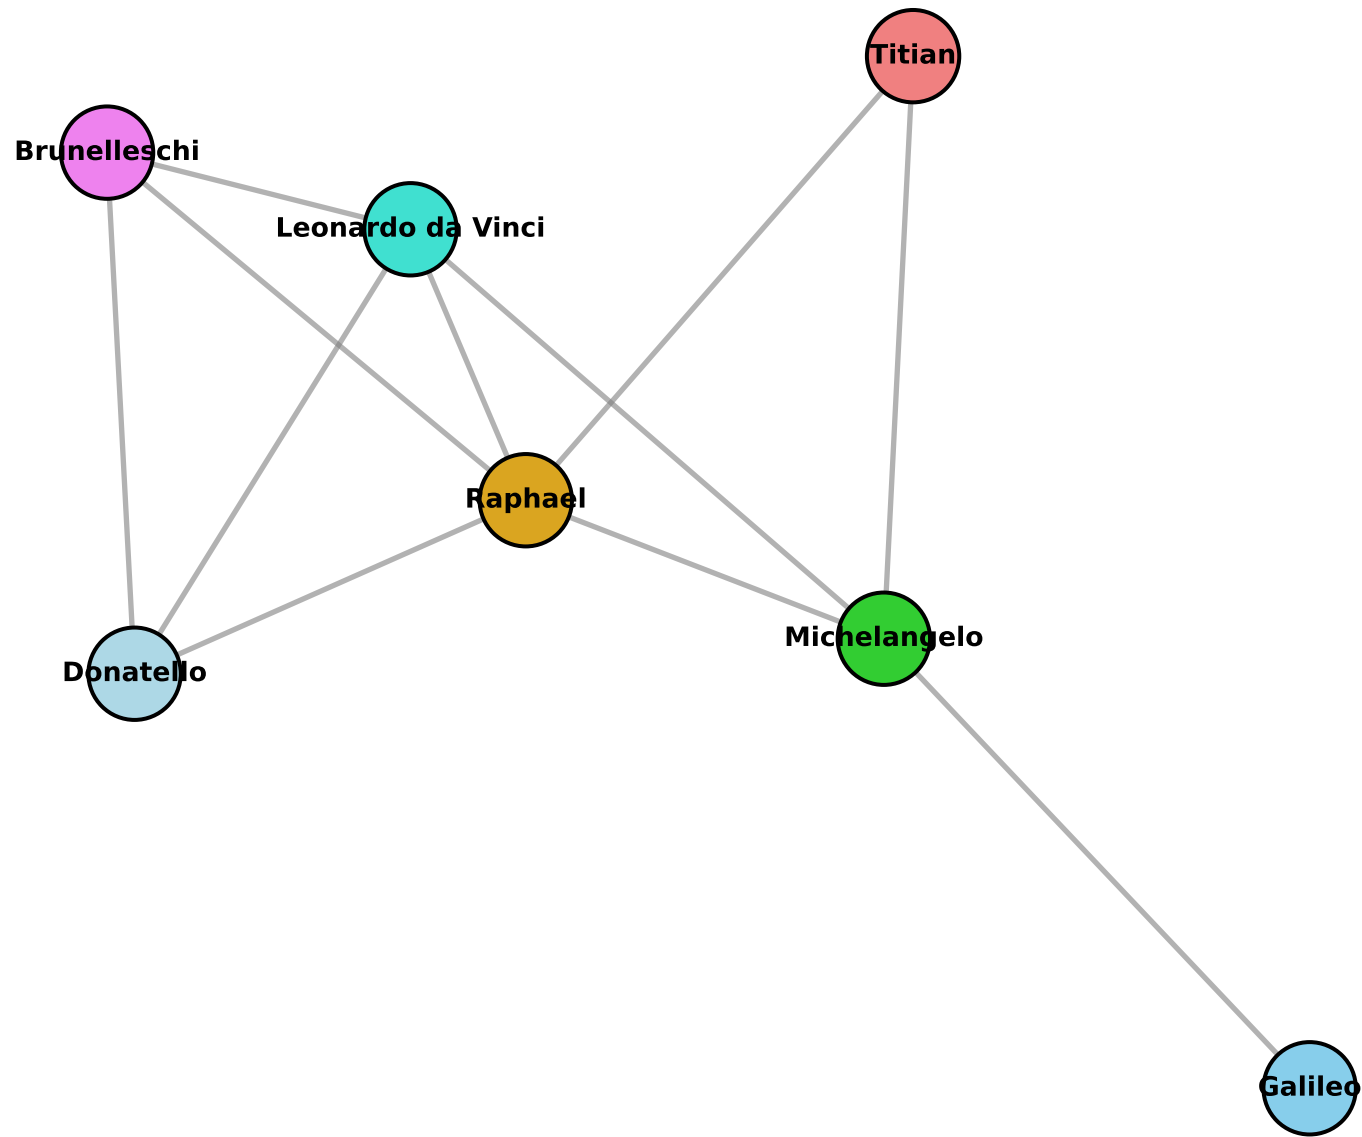 Titian
Brunelleschi
Leonardo da Vinci
Raphael
Michelangelo
Donatello
Galileo